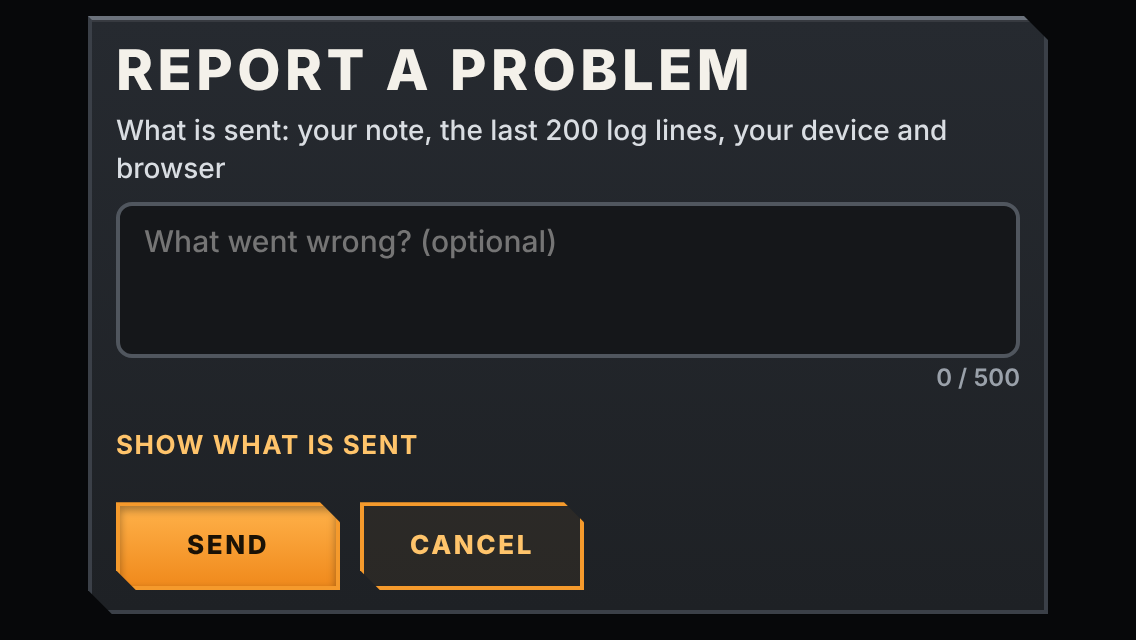 REPORT A PROBLEM
What is sent: your note, the last 200 log lines, your device and
browser
What went wrong? (optional)
0 / 500
SHOW WHAT IS SENT
SEND
CANCEL